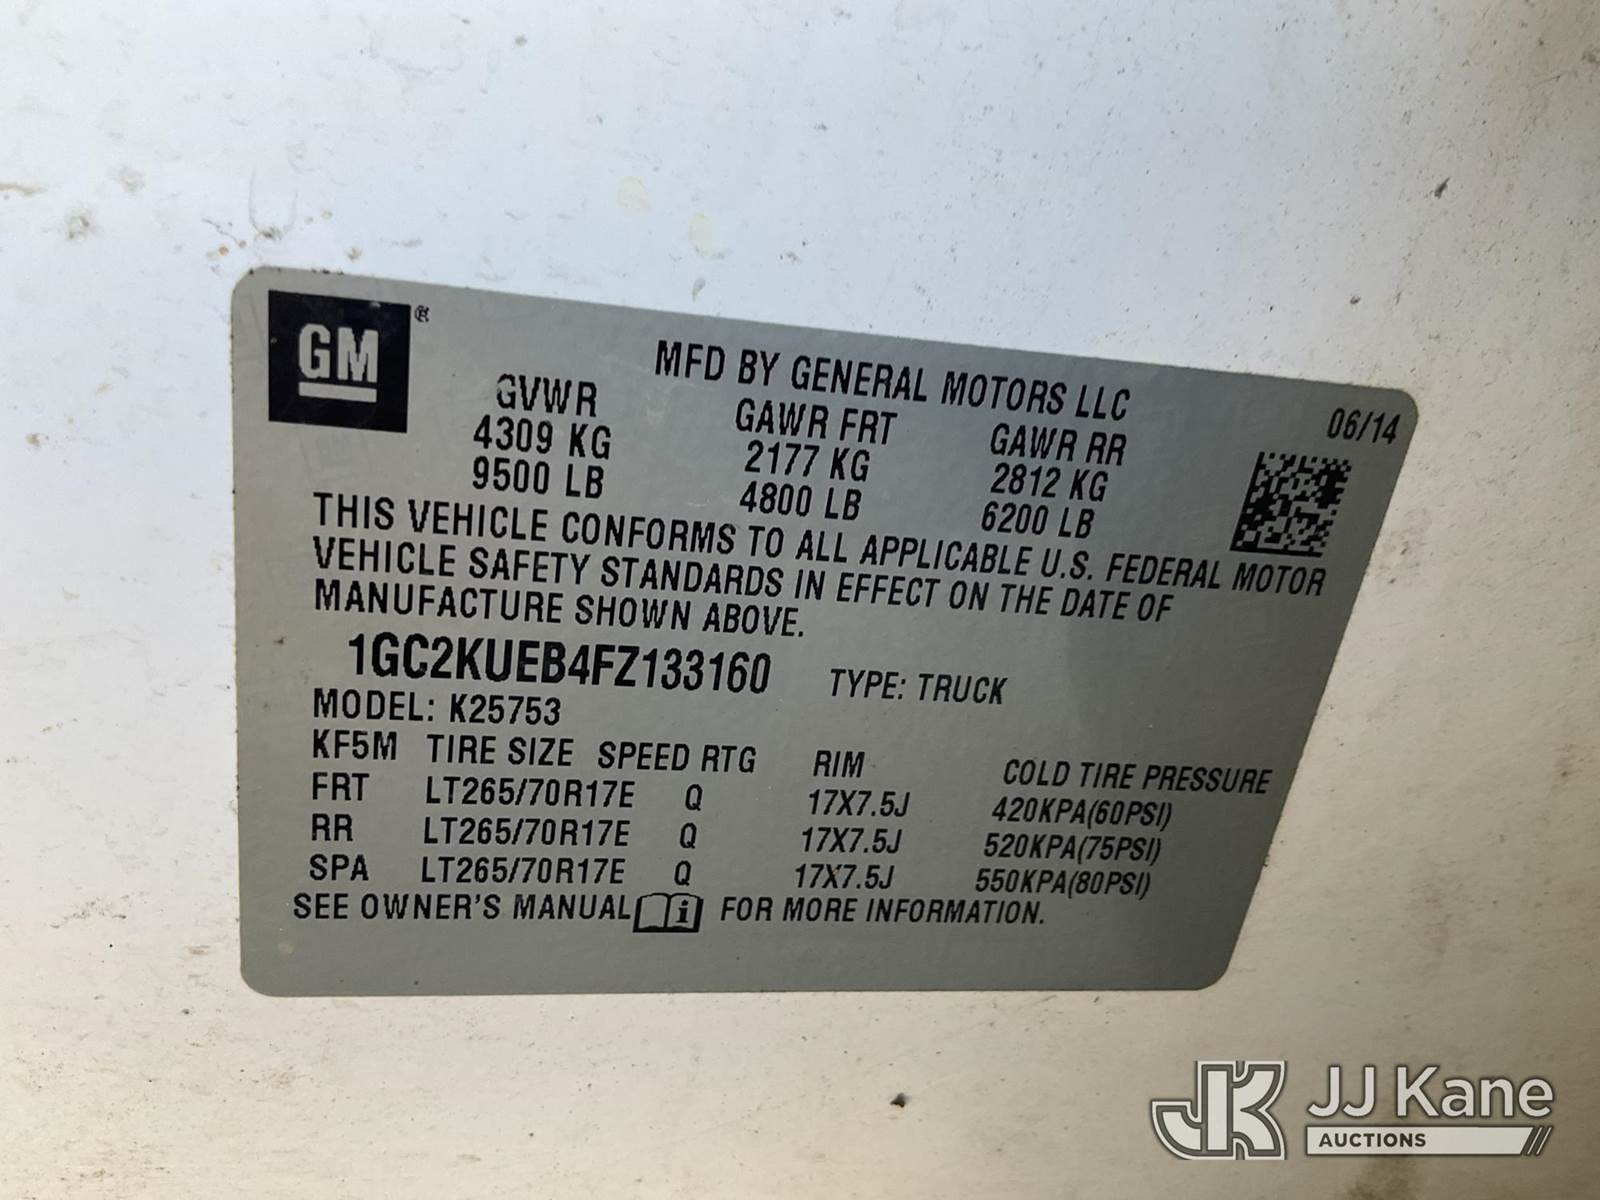 GM®
MFD BY GENERAL MOTORS LLC
06/14
GVWR GAWR FRT GAWR RR
4309 KG 2177 KG 2812 KG
9500 LB 4800 LB 6200 LB
THIS VEHICLE CONFORMS TO ALL APPLICABLE U.S. FEDERAL MOTOR
VEHICLE SAFETY STANDARDS IN EFFECT ON THE DATE OF
MANUFACTURE SHOWN ABOVE.
1GC2KUEB4FZ133160 TYPE: TRUCK
MODEL: K25753
KF5M TIRE SIZE SPEED RTG RIM COLD TIRE PRESSURE
FRT LT265/70R17E Q 17X7.5J 420KPA(60PSI)
RR LT265/70R17E Q 17X7.5J 520KPA(75PSI)
SPA LT265/70R17E Q 17X7.5J 550KPA(80PSI)
SEE OWNER'S MANUAL i FOR MORE INFORMATION.
JK JJ Kane
AUCTIONS